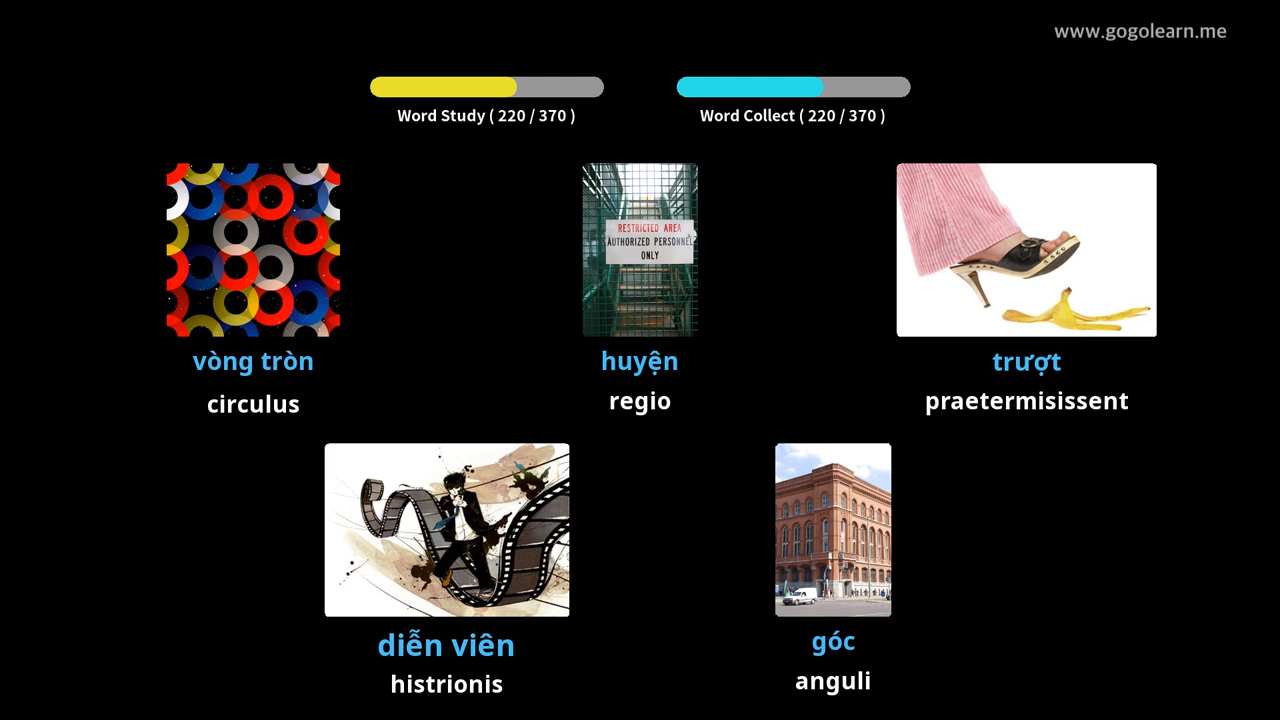 www.gogolearn.me
Word Study ( 220 / 370 )
Word Collect ( 220 / 370 )
RESTRICTED AREA
AUTHORIZED PERSONNEL
ONLY
vòng tròn
huyện
trượt
circulus
regio
praetermisissent
diễn viên
góc
histrionis
anguli